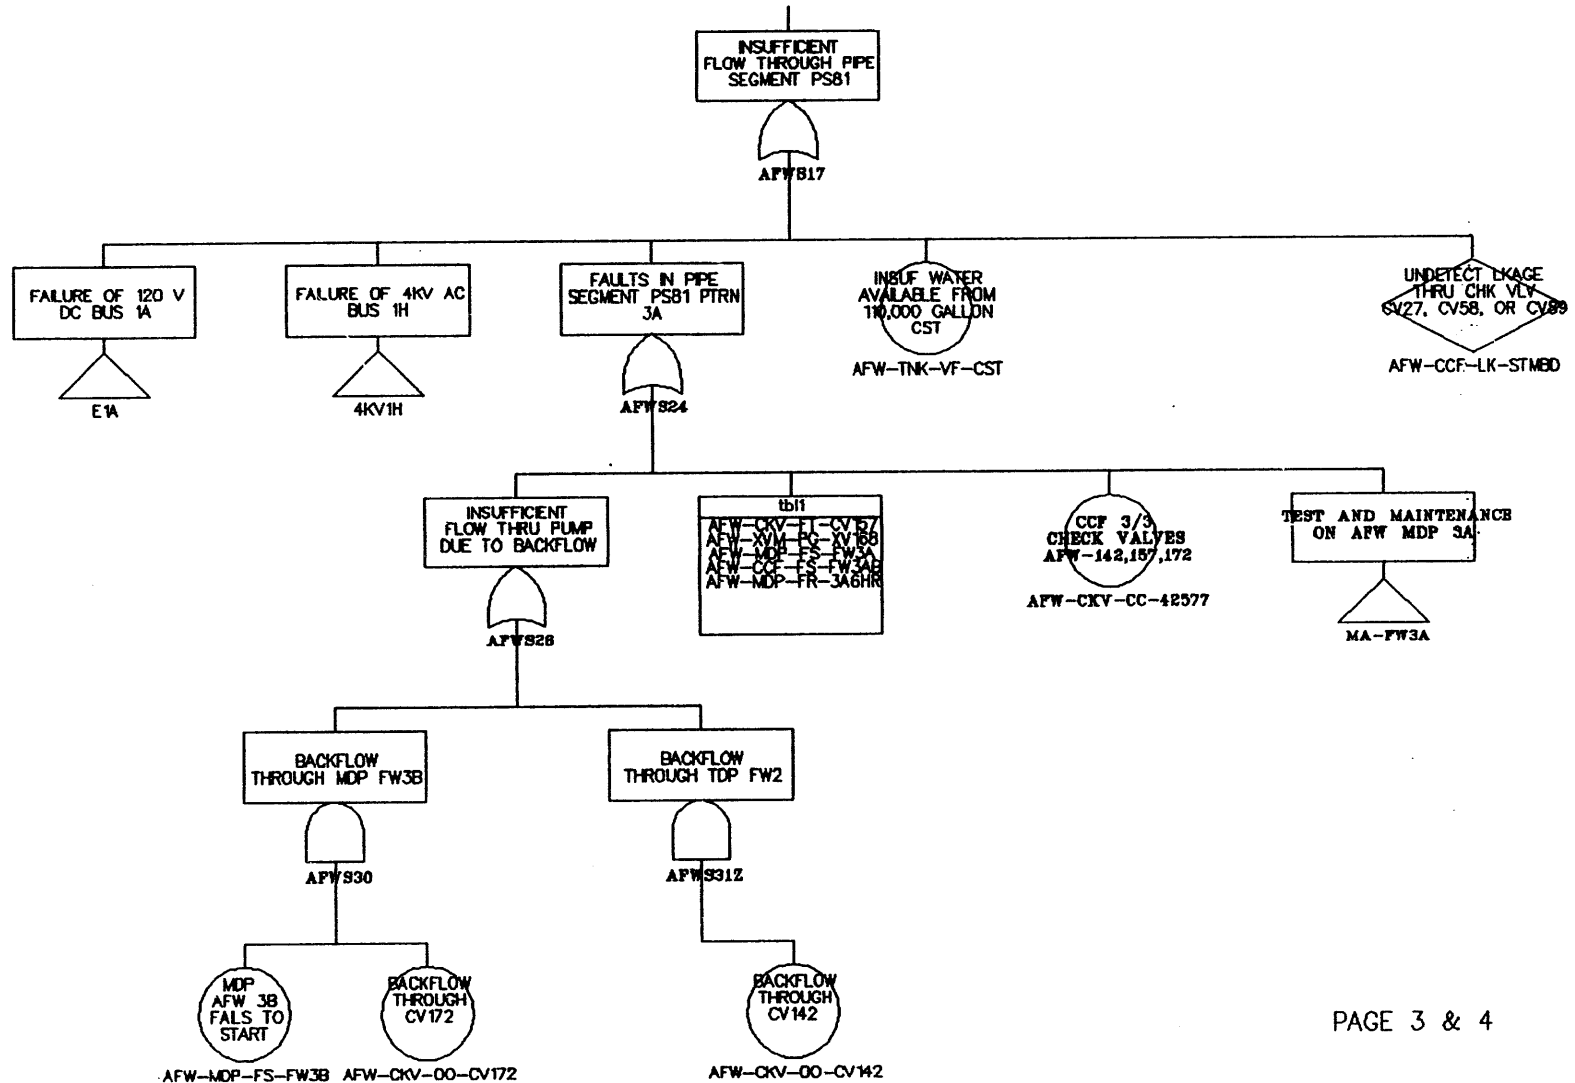 INSUFFICIENT
FLOW THROUGH PIPE
SEGMENT PS81
AFWS17
FAILURE OF 120 V
DC BUS 1A
E1A
FAILURE OF 4KV AC
BUS 1H
4KV1H
FAULTS IN PIPE
SEGMENT PS81 PTRN
3A
AFWS24
INSUF WATER
AVAILABLE FROM
110,000 GALLON
CST
AFW-TNK-VF-CST
UNDETECT LKAGE
THRU CHK VLV
CV27, CV58, OR CV89
AFW-CCF-LK-STMBD
INSUFFICIENT
FLOW THRU PUMP
DUE TO BACKFLOW
AFWS26
tbl1
AFW-CKV-FT-CV157
AFW-XVM-PG-XV168
AFW-MDP-FS-FW3A
AFW-CCF-FS-FW3AB
AFW-MDP-FR-3A6HR
CCF 3/3
CHECK VALVES
AFW-142,157,172
AFW-CKV-CC-42577
TEST AND MAINTENANCE
ON AFW MDP 3A
MA-FW3A
BACKFLOW
THROUGH MDP FW3B
AFWS30
BACKFLOW
THROUGH TDP FW2
AFWS31Z
MDP
AFW 3B
FALS TO
START
AFW-MDP-FS-FW3B
BACKFLOW
THROUGH
CV172
AFW-CKV-OO-CV172
BACKFLOW
THROUGH
CV142
AFW-CKV-OO-CV142
PAGE 3 & 4